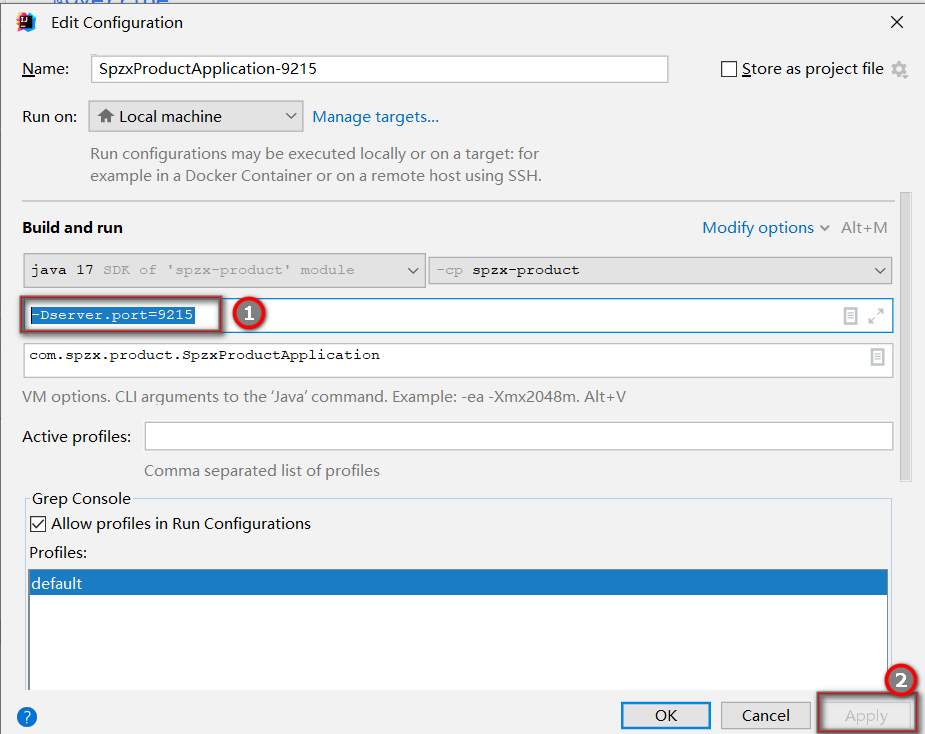 @Override
Edit Configuration
Name: SpzxProductApplication-9215 Store as project file
Run on: Local machine Manage targets...
Run configurations may be executed locally or on a target: for
example in a Docker Container or on a remote host using SSH.
Build and run Modify options Alt+M
java 17 SDK of 'spzx-product' module -cp spzx-product
-Dserver.port=9215 1
com.spzx.product.SpzxProductApplication
VM options. CLI arguments to the ‘Java’ command. Example: -ea -Xmx2048m. Alt+V
Active profiles:
Comma separated list of profiles
Grep Console
Allow profiles in Run Configurations
Profiles:
default
2
? OK Cancel Apply